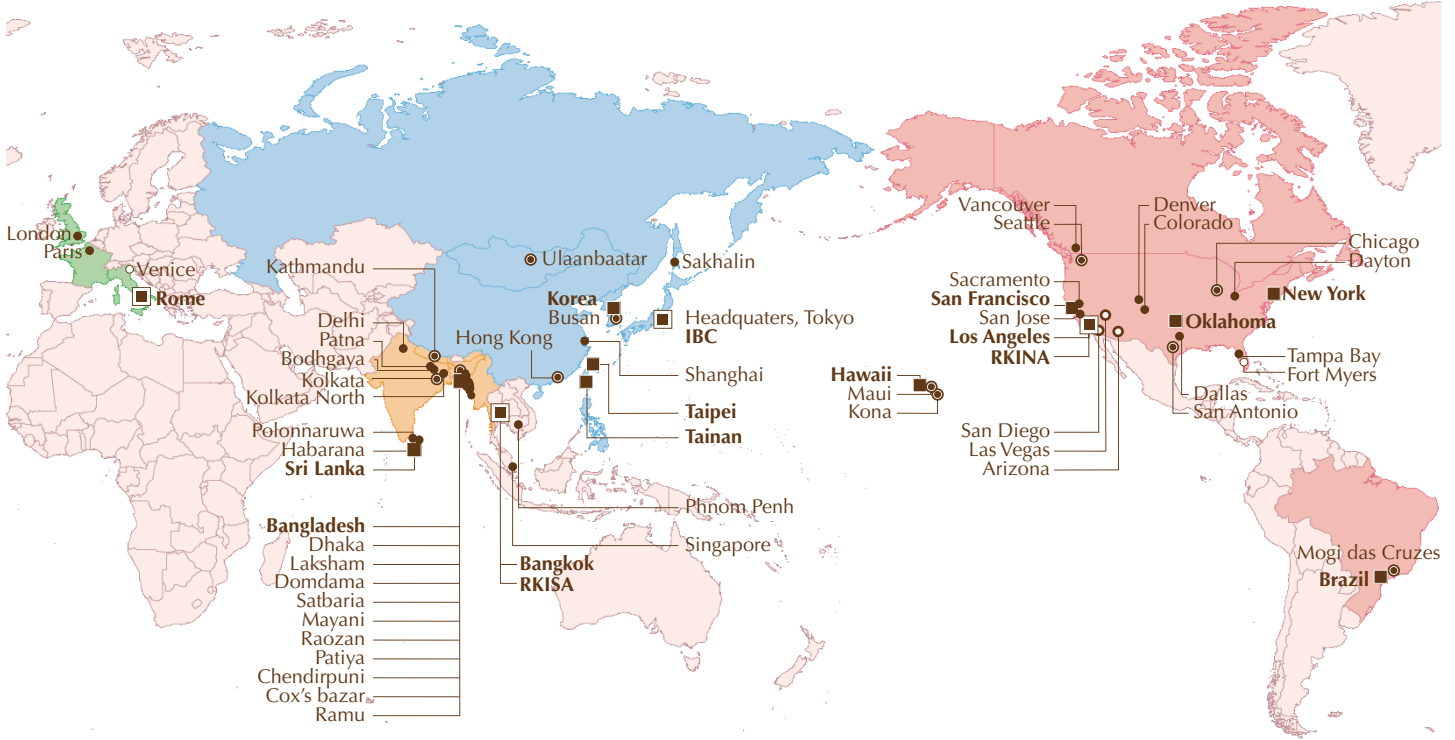 London
Paris
Venice
Rome
Kathmandu
Delhi
Patna
Bodhgaya
Kolkata
Kolkata North
Polonnaruwa
Habarana
Sri Lanka
Bangladesh
Dhaka
Laksham
Domdama
Satbaria
Mayani
Raozan
Patiya
Chendirpuni
Cox's bazar
Ramu
Ulaanbaatar
Sakhalin
Korea
Busan
Hong Kong
Headquaters, Tokyo
IBC
Shanghai
Taipei
Tainan
Phnom Penh
Singapore
Bangkok
RKISA
Hawaii
Maui
Kona
Vancouver
Seattle
Sacramento
San Francisco
San Jose
Los Angeles
RKINA
San Diego
Las Vegas
Arizona
Denver
Colorado
Chicago
Dayton
New York
Oklahoma
Tampa Bay
Fort Myers
Dallas
San Antonio
Mogi das Cruzes
Brazil